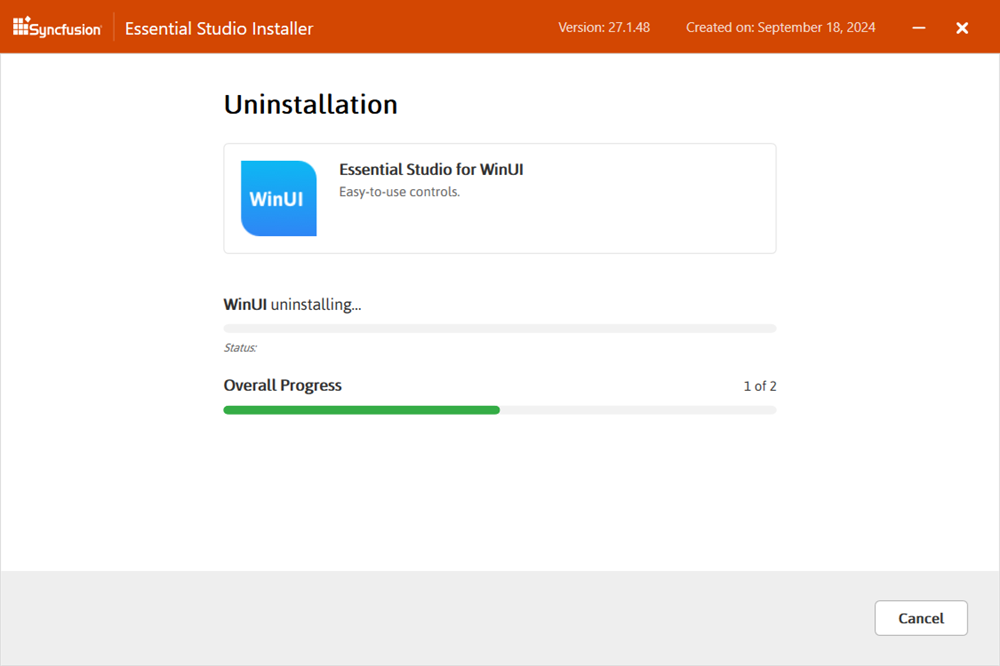 Syncfusion Essential Studio Installer Version: 27.1.48 Created on: September 18, 2024
Uninstallation
WinUI
Essential Studio for WinUI
Easy-to-use controls.
WinUI uninstalling...
Status:
Overall Progress 1 of 2
Cancel